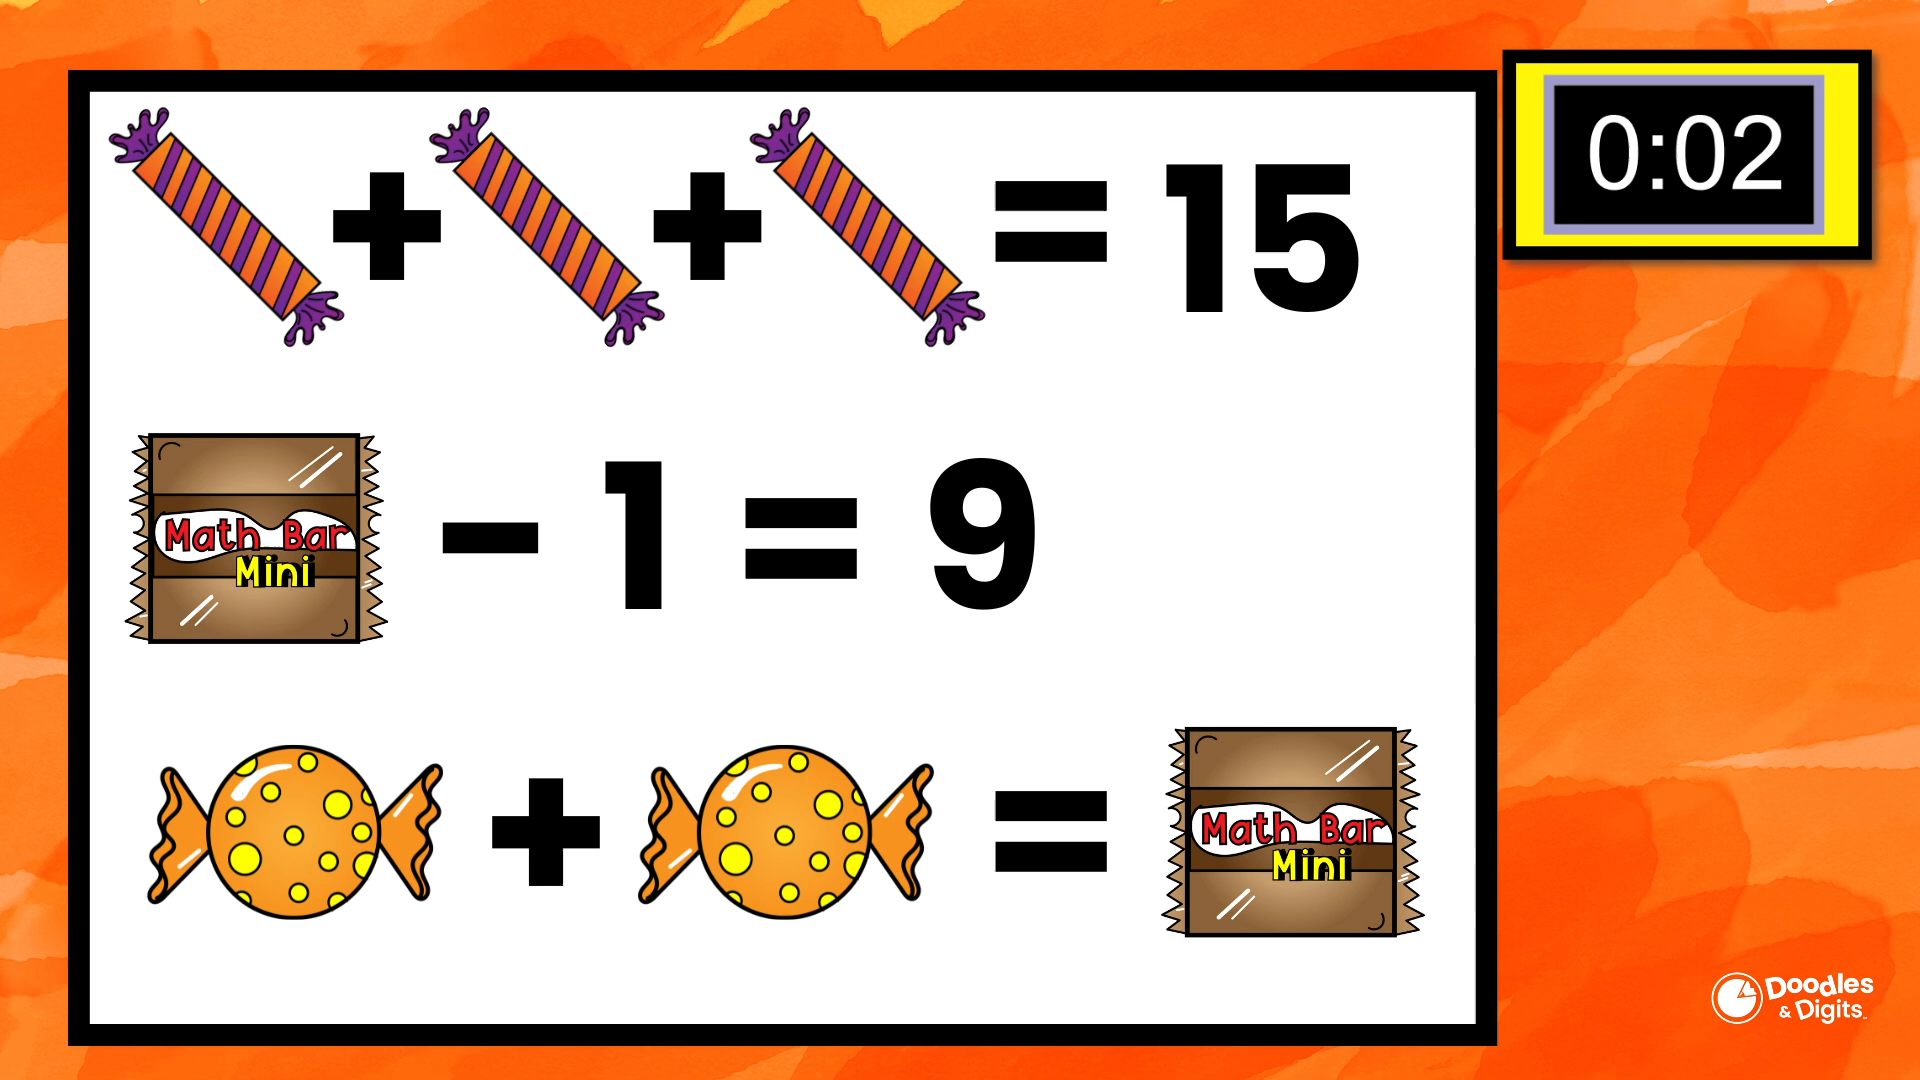 + + = 15
0:02
Math Bar
Mini
- 1 = 9
+ =
Math Bar
Mini
Doodles
& Digits